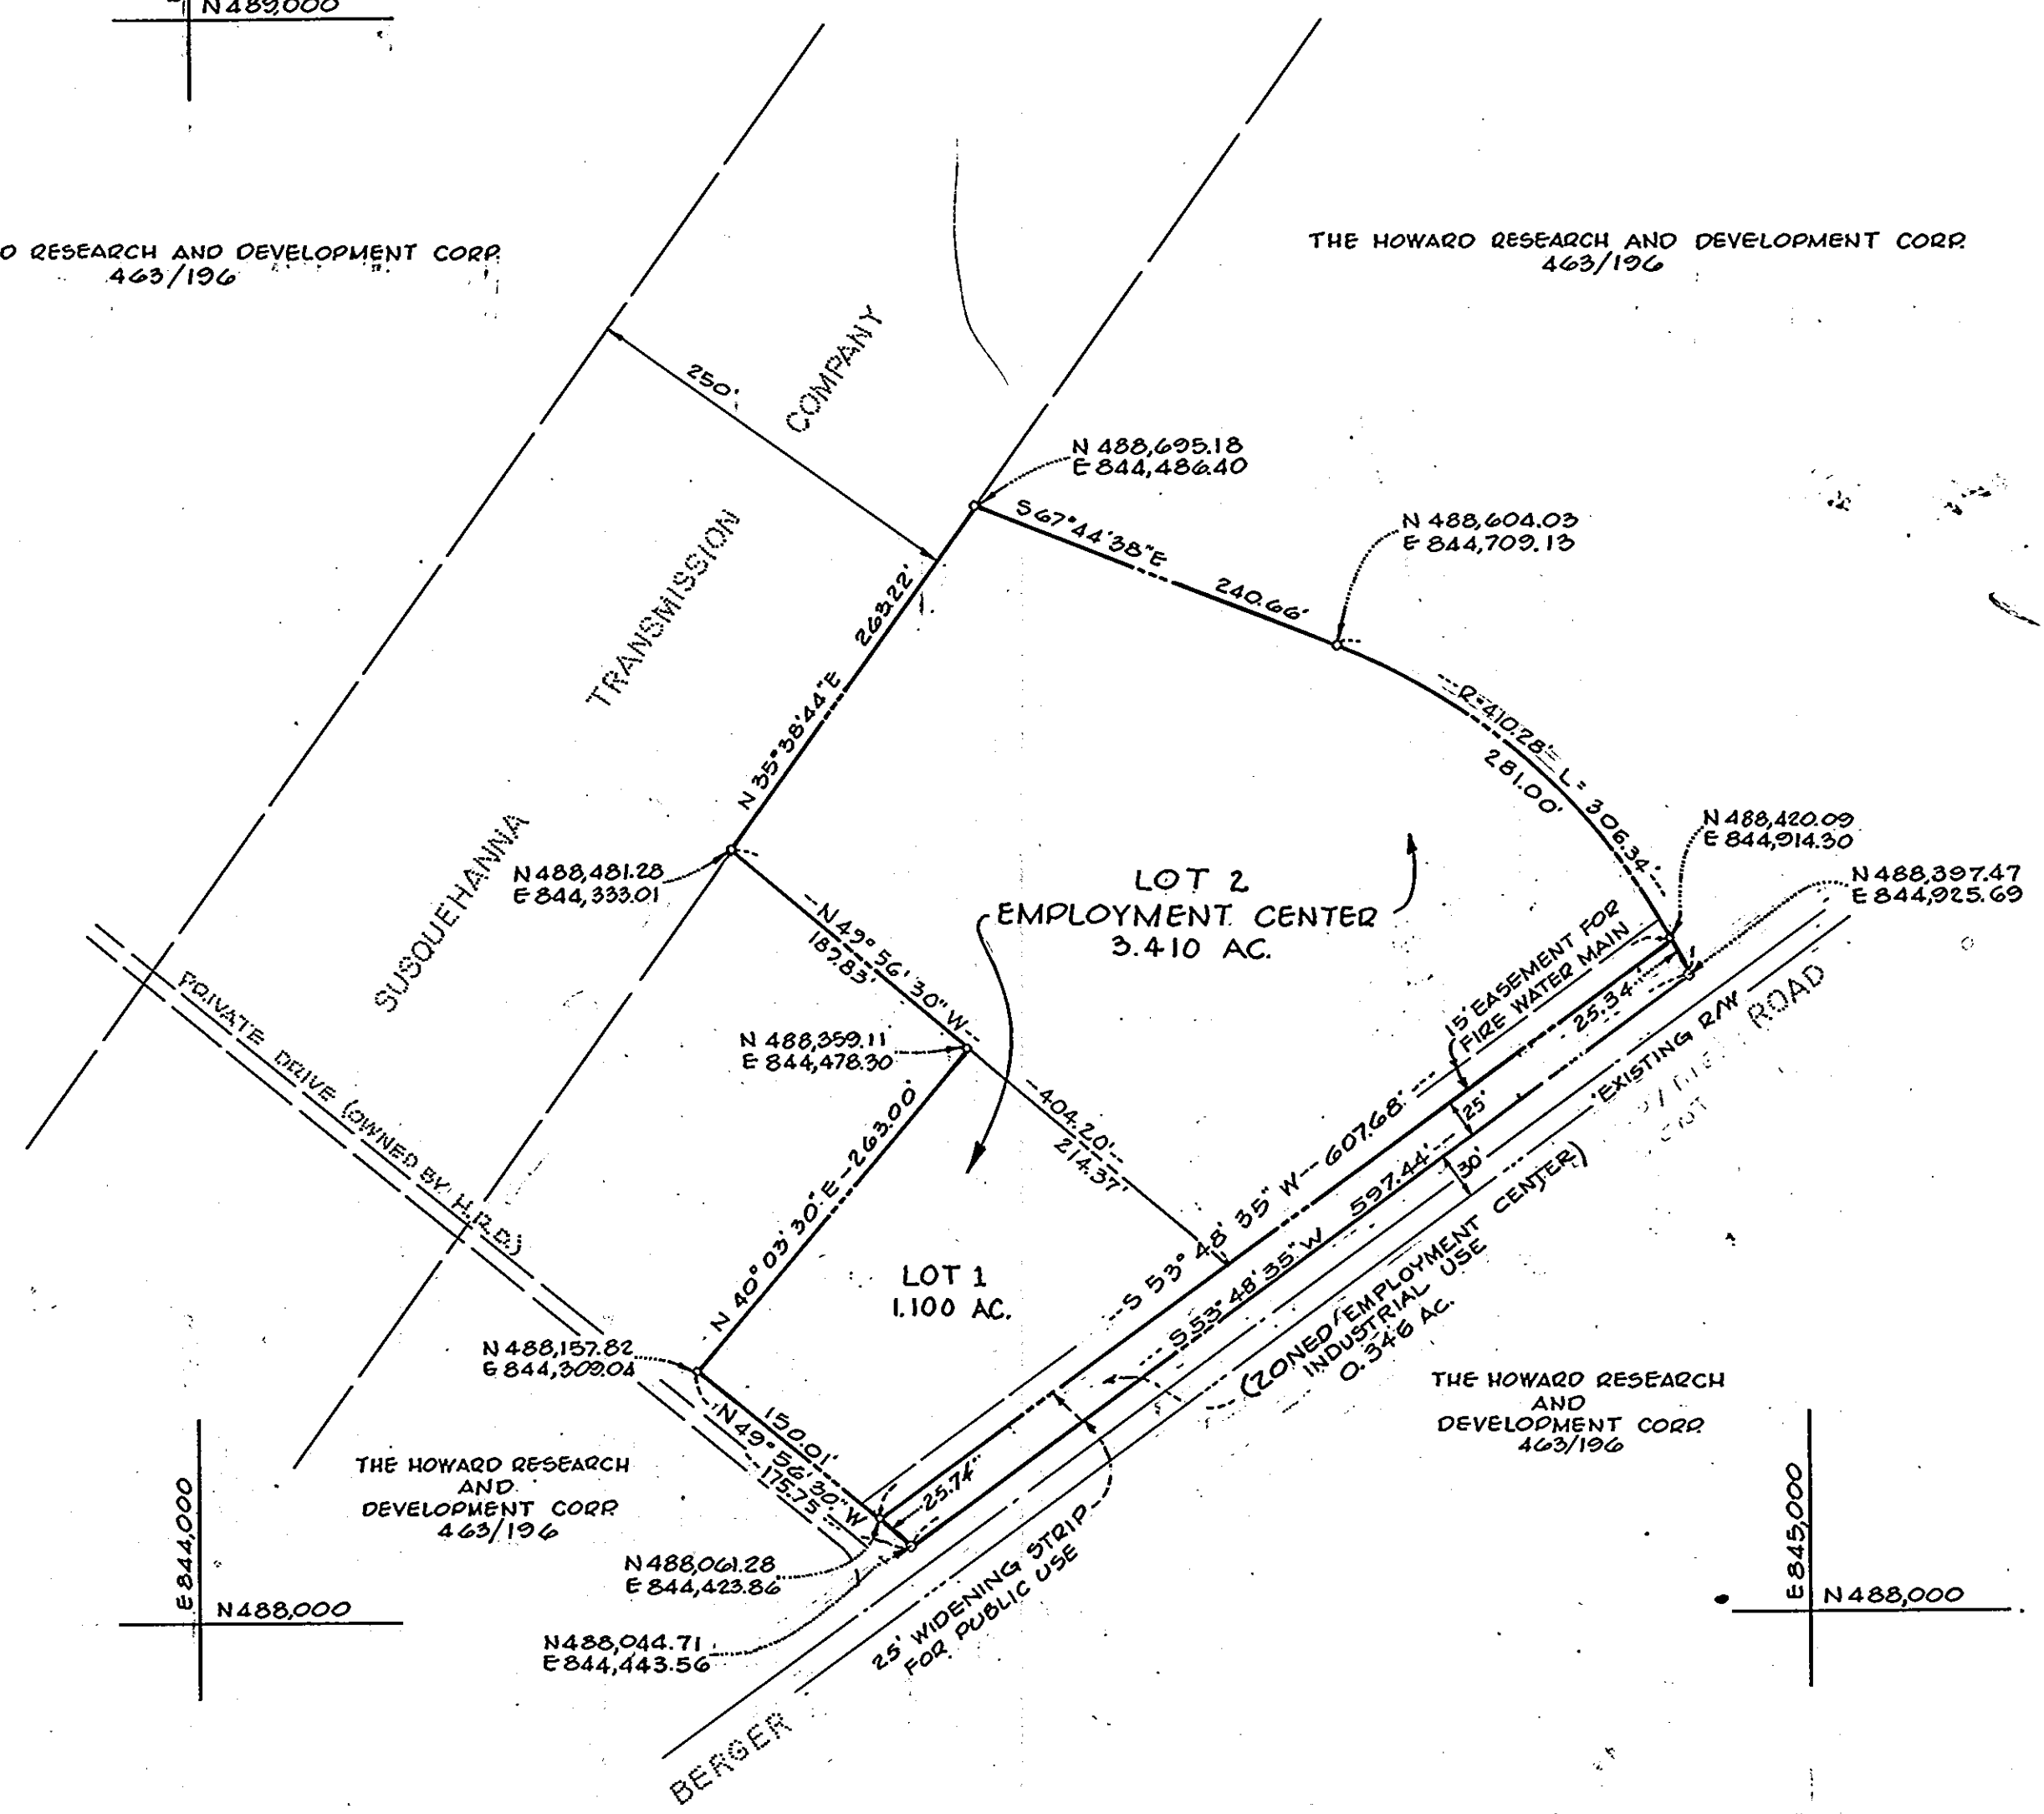 N 489,000
D RESEARCH AND DEVELOPMENT CORP.
463/196
THE HOWARD RESEARCH AND DEVELOPMENT CORP.
463/196
250'
COMPANY
TRANSMISSION
SUSQUEHANNA
N 488,695.18
E 844,486.40
S 67°44'38"E
240.66'
N 488,604.03
E 844,709.13
263.22'
N 35°38'44"E
R=410.28' L= 306.34'
281.00'
N 488,420.09
E 844,914.30
N 488,397.47
E 844,925.69
N 488,481.28
E 844,333.01
N 49°56'30"W
189.83'
LOT 2
EMPLOYMENT CENTER
3.410 AC.
15' EASEMENT FOR
FIRE WATER MAIN
25.34'
EXISTING R/W
ROAD
PRIVATE DRIVE (OWNED BY H.R.D.)
N 488,359.11
E 844,478.30
404.20'
214.37'
N 40°03'30"E-263.00'
25'
30'
S 53°48'35"W-607.68'
S 53°48'35"W 597.44'
LOT 1
1.100 AC.
(ZONED/EMPLOYMENT CENTER)
INDUSTRIAL USE
0.346 AC.
N 488,157.82
E 844,309.04
150.01'
N 49°56'30"W
175.75
25.74'
THE HOWARD RESEARCH
AND
DEVELOPMENT CORP.
463/196
THE HOWARD RESEARCH
AND
DEVELOPMENT CORP.
463/196
N 488,061.28
E 844,423.86
N 488,044.71
E 844,443.56
25' WIDENING STRIP
FOR PUBLIC USE
BERGER
E 844,000
N 488,000
E 845,000
N 488,000